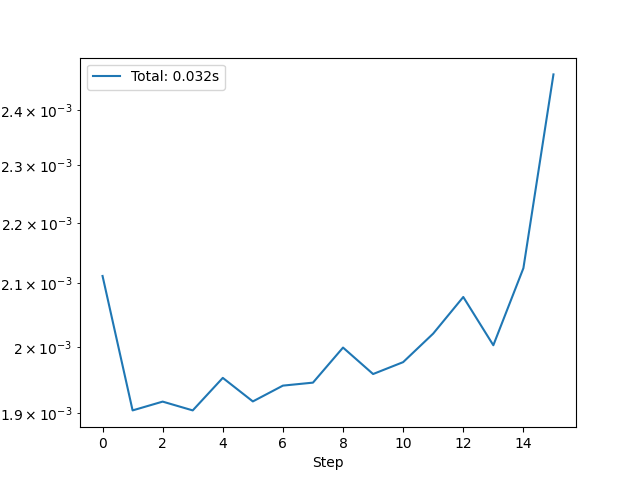 Total: 0.032s
2.4 × 10⁻³
2.3 × 10⁻³
2.2 × 10⁻³
2.1 × 10⁻³
2 × 10⁻³
1.9 × 10⁻³
0 2 4 6 8 10 12 14
Step